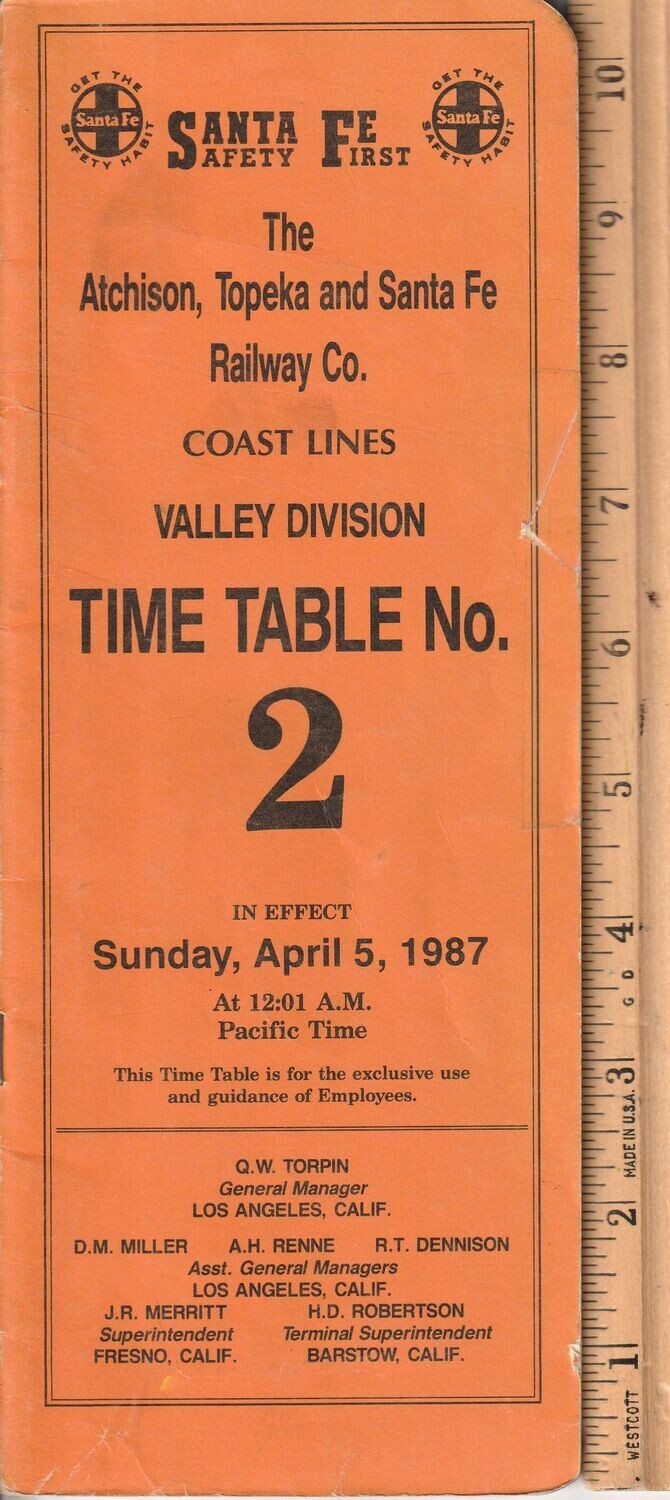 GET THE
Santa Fe
SAFETY HABIT
SANTA FE
SAFETY FIRST
GET THE
Santa Fe
SAFETY HABIT
The
Atchison, Topeka and Santa Fe
Railway Co.
COAST LINES
VALLEY DIVISION
TIME TABLE No.
2
IN EFFECT
Sunday, April 5, 1987
At 12:01 A.M.
Pacific Time
This Time Table is for the exclusive use
and guidance of Employees.
Q.W. TORPIN
General Manager
LOS ANGELES, CALIF.
D.M. MILLER A.H. RENNE R.T. DENNISON
Asst. General Managers
LOS ANGELES, CALIF.
J.R. MERRITT H.D. ROBERTSON
Superintendent Terminal Superintendent
FRESNO, CALIF. BARSTOW, CALIF.
10
9
8
7
6
5
4
G D
3
MADE IN U.S.A.
2
1
WESTCOTT